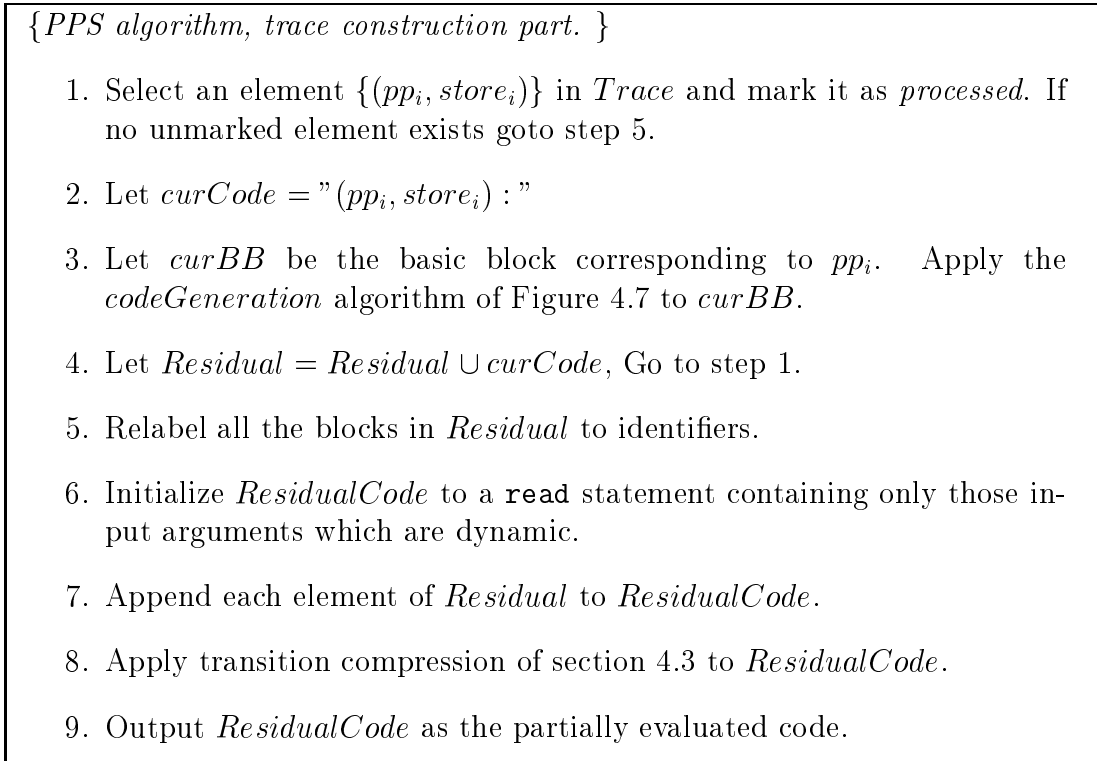 {PPS algorithm, trace construction part. }
1. Select an element {(pp_i, store_i)} in Trace and mark it as processed. If
no unmarked element exists goto step 5.
2. Let curCode = "(pp_i, store_i) : "
3. Let curBB be the basic block corresponding to pp_i. Apply the
codeGeneration algorithm of Figure 4.7 to curBB.
4. Let Residual = Residual ∪ curCode, Go to step 1.
5. Relabel all the blocks in Residual to identifiers.
6. Initialize ResidualCode to a read statement containing only those in-
put arguments which are dynamic.
7. Append each element of Residual to ResidualCode.
8. Apply transition compression of section 4.3 to ResidualCode.
9. Output ResidualCode as the partially evaluated code.